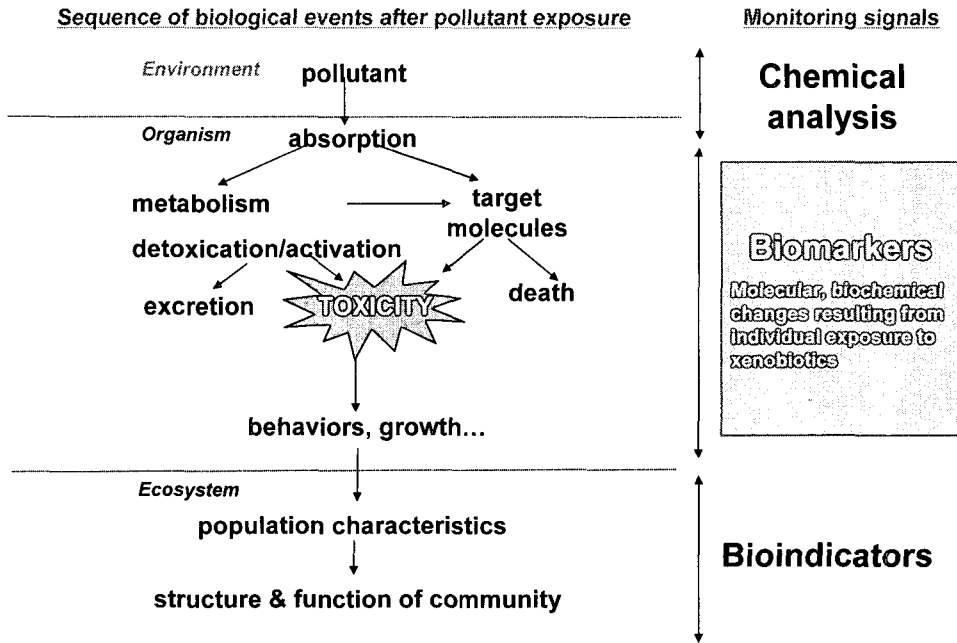 Sequence of biological events after pollutant exposure
Monitoring signals
Environment
pollutant
Chemical
analysis
Organism
absorption
metabolism
target
molecules
detoxication/activation
excretion
TOXICITY
death
behaviors, growth...
Biomarkers
Molecular, biochemical
changes resulting from
individual exposure to
xenobiotics
Ecosystem
population characteristics
structure & function of community
Bioindicators